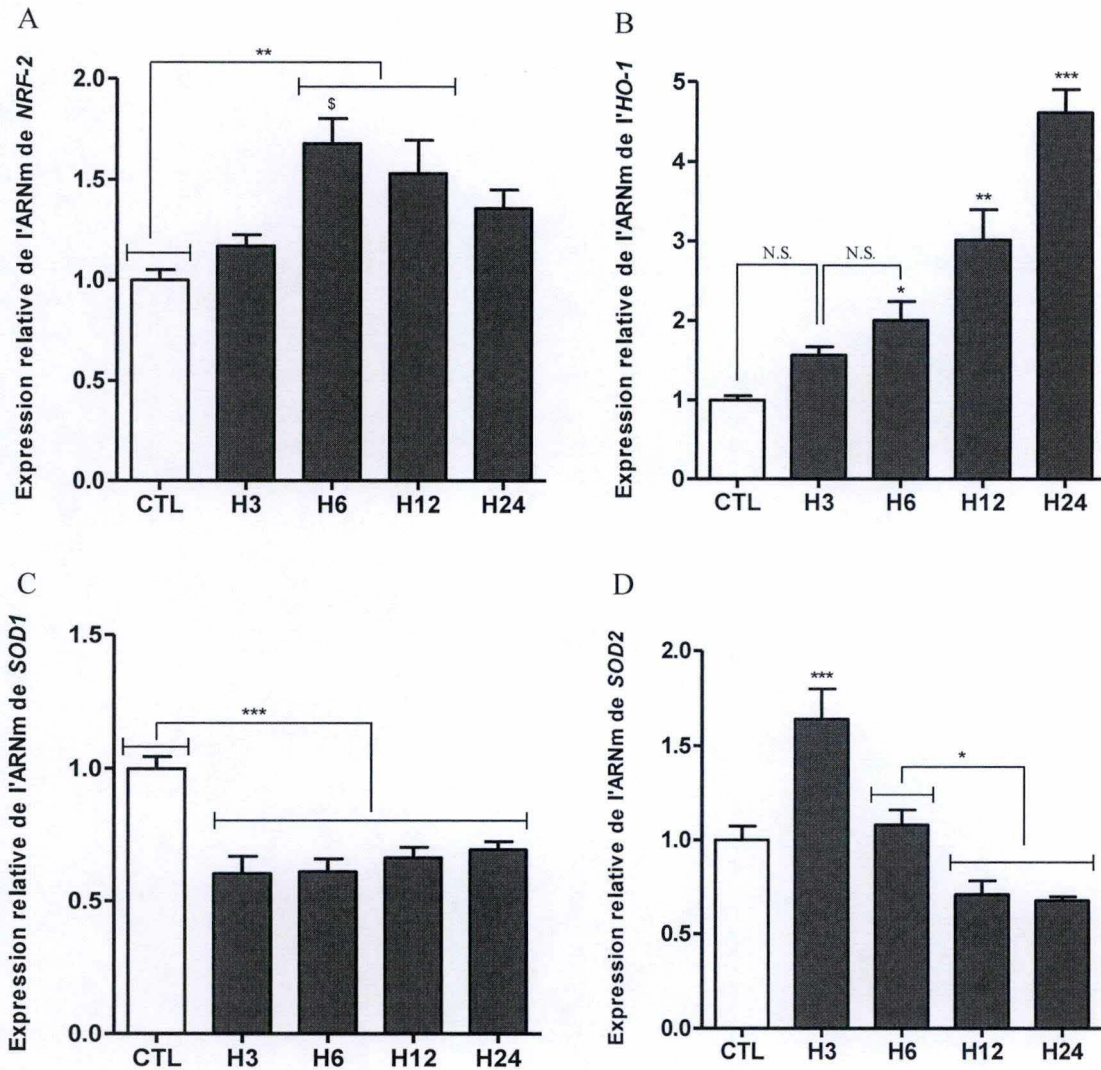 A
Expression relative de l'ARNm de NRF-2
2.0
1.5
1.0
0.5
0.0
**
$
CTL H3 H6 H12 H24
B
Expression relative de l'ARNm de l'HO-1
5
4
3
2
1
0
N.S. N.S.
*
**
***
CTL H3 H6 H12 H24
C
Expression relative de l'ARNm de SOD1
1.5
1.0
0.5
0.0
***
CTL H3 H6 H12 H24
D
Expression relative de l'ARNm de SOD2
2.0
1.5
1.0
0.5
0.0
***
*
CTL H3 H6 H12 H24